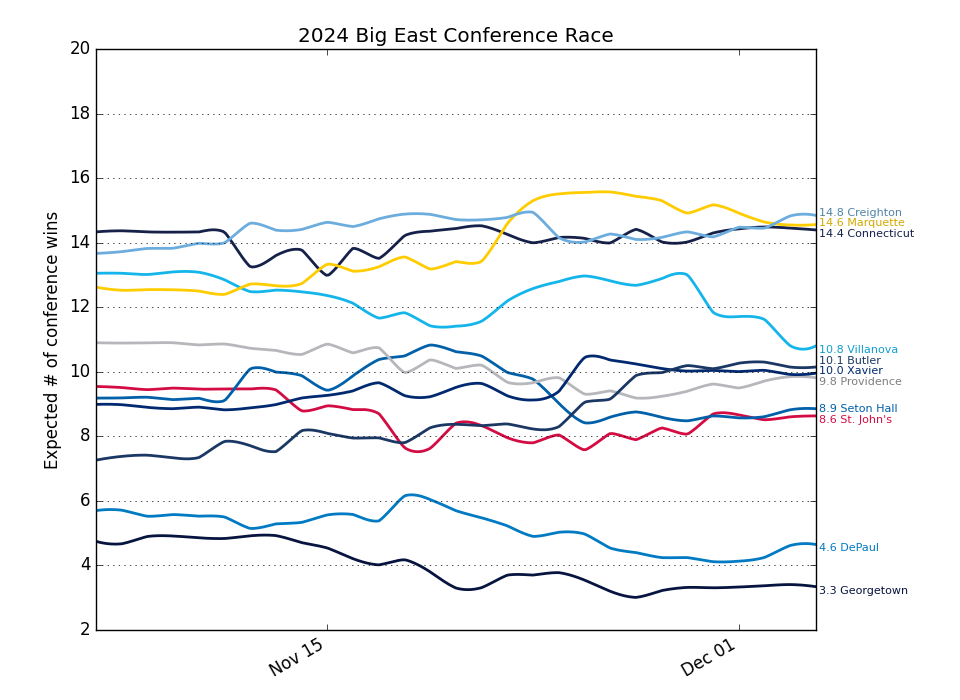 2024 Big East Conference Race
Expected # of conference wins
20
18
16
14
12
10
8
6
4
2
Nov 15
Dec 01
14.8 Creighton
14.6 Marquette
14.4 Connecticut
10.8 Villanova
10.1 Butler
10.0 Xavier
9.8 Providence
8.9 Seton Hall
8.6 St. John's
4.6 DePaul
3.3 Georgetown